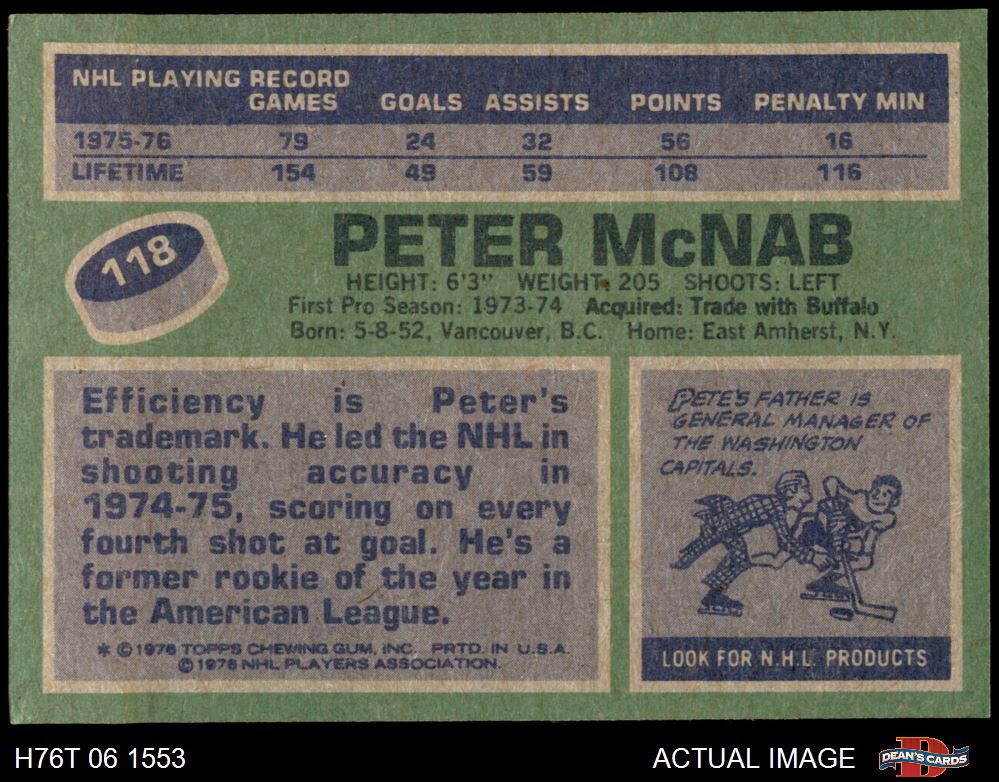 NHL PLAYING RECORD
GAMES GOALS ASSISTS POINTS PENALTY MIN
1975-76 79 24 32 56 16
LIFETIME 154 49 59 108 116
118
PETER McNAB
HEIGHT: 6'3" WEIGHT: 205 SHOOTS: LEFT
First Pro Season: 1973-74 Acquired: Trade with Buffalo
Born: 5-8-52, Vancouver, B.C. Home: East Amherst, N.Y.
Efficiency is Peter's
trademark. He led the NHL in
shooting accuracy in
1974-75, scoring on every
fourth shot at goal. He's a
former rookie of the year in
the American League.
* © 1976 TOPPS CHEWING GUM, INC. PRTD. IN U.S.A.
© 1976 NHL PLAYERS ASSOCIATION.
PETE'S FATHER IS
GENERAL MANAGER OF
THE WASHINGTON
CAPITALS.
LOOK FOR N.H.L. PRODUCTS
H76T 06 1553
ACTUAL IMAGE
DEAN'S CARDS